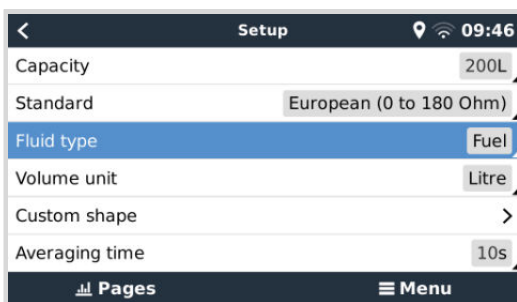 Setup 09:46
Capacity 200L
Standard European (0 to 180 Ohm)
Fluid type Fuel
Volume unit Litre
Custom shape
Averaging time 10s
Pages Menu